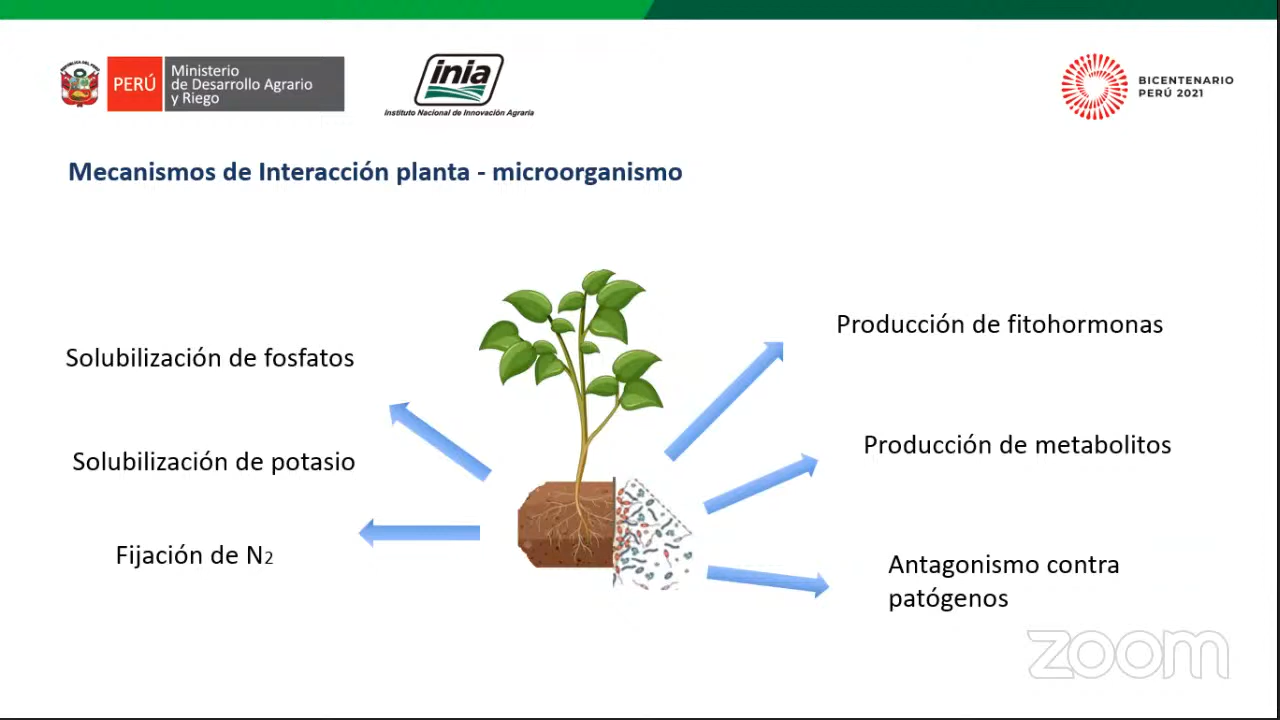 PERÚ
Ministerio
de Desarrollo Agrario
y Riego
inia
Instituto Nacional de Innovación Agraria
BICENTENARIO
PERÚ 2021
Mecanismos de Interacción planta - microorganismo
Solubilización de fosfatos
Solubilización de potasio
Fijación de N2
Producción de fitohormonas
Producción de metabolitos
Antagonismo contra
patógenos
zoom